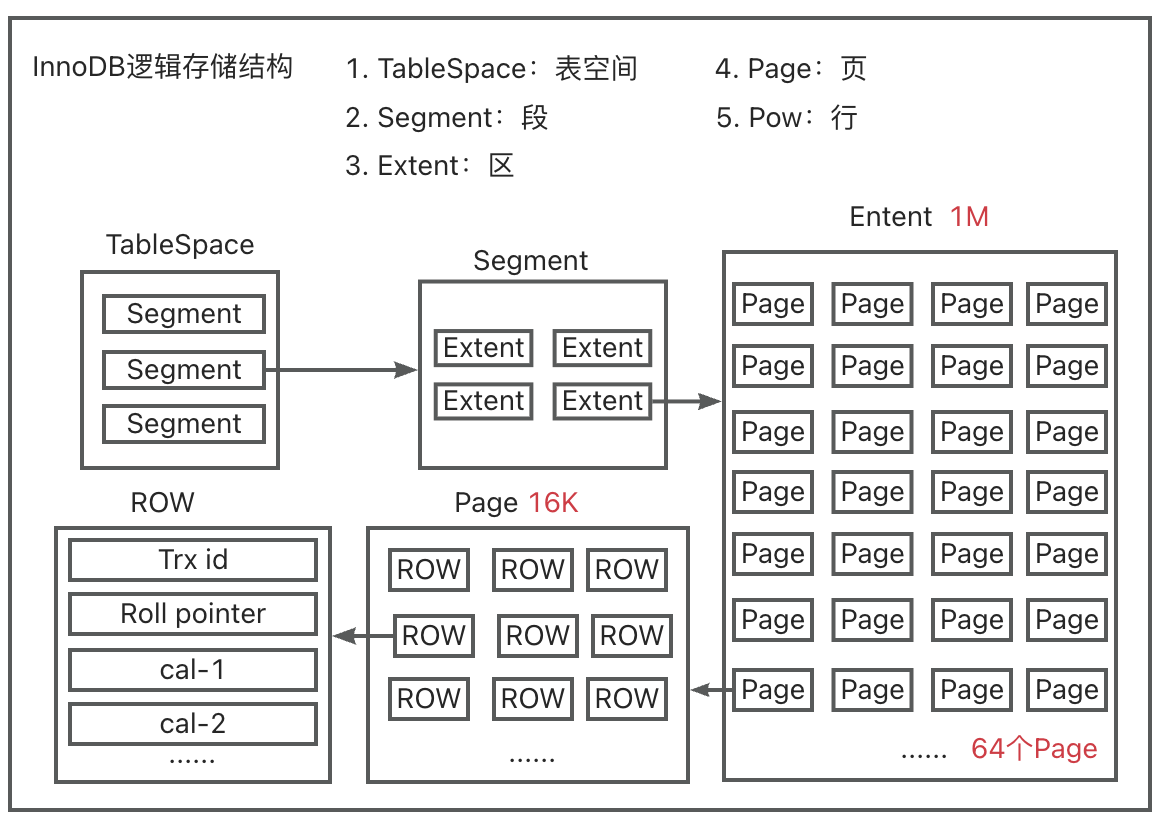 InnoDB逻辑存储结构
1. TableSpace：表空间
2. Segment：段
3. Extent：区
4. Page：页
5. Pow：行
TableSpace
Segment
Segment
Segment
Segment
Extent Extent
Extent Extent
Entent 1M
Page Page Page Page
Page Page Page Page
Page Page Page Page
Page Page Page Page
Page Page Page Page
Page Page Page Page
Page Page Page Page
...... 64个Page
Page 16K
ROW ROW ROW
ROW ROW ROW
ROW ROW ROW
......
ROW
Trx id
Roll pointer
cal-1
cal-2
......